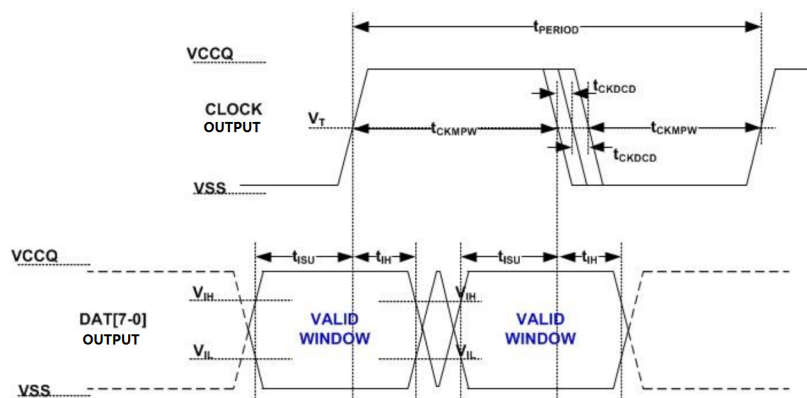 tPERIOD
VCCQ
tCKDCD
CLOCK
OUTPUT
VT
tCKMPW
tCKMPW
tCKDCD
VSS
VCCQ
tISU
tIH
tISU
tIH
VIH
VIH
DAT[7-0]
OUTPUT
VALID
WINDOW
VALID
WINDOW
VIL
VIL
VSS